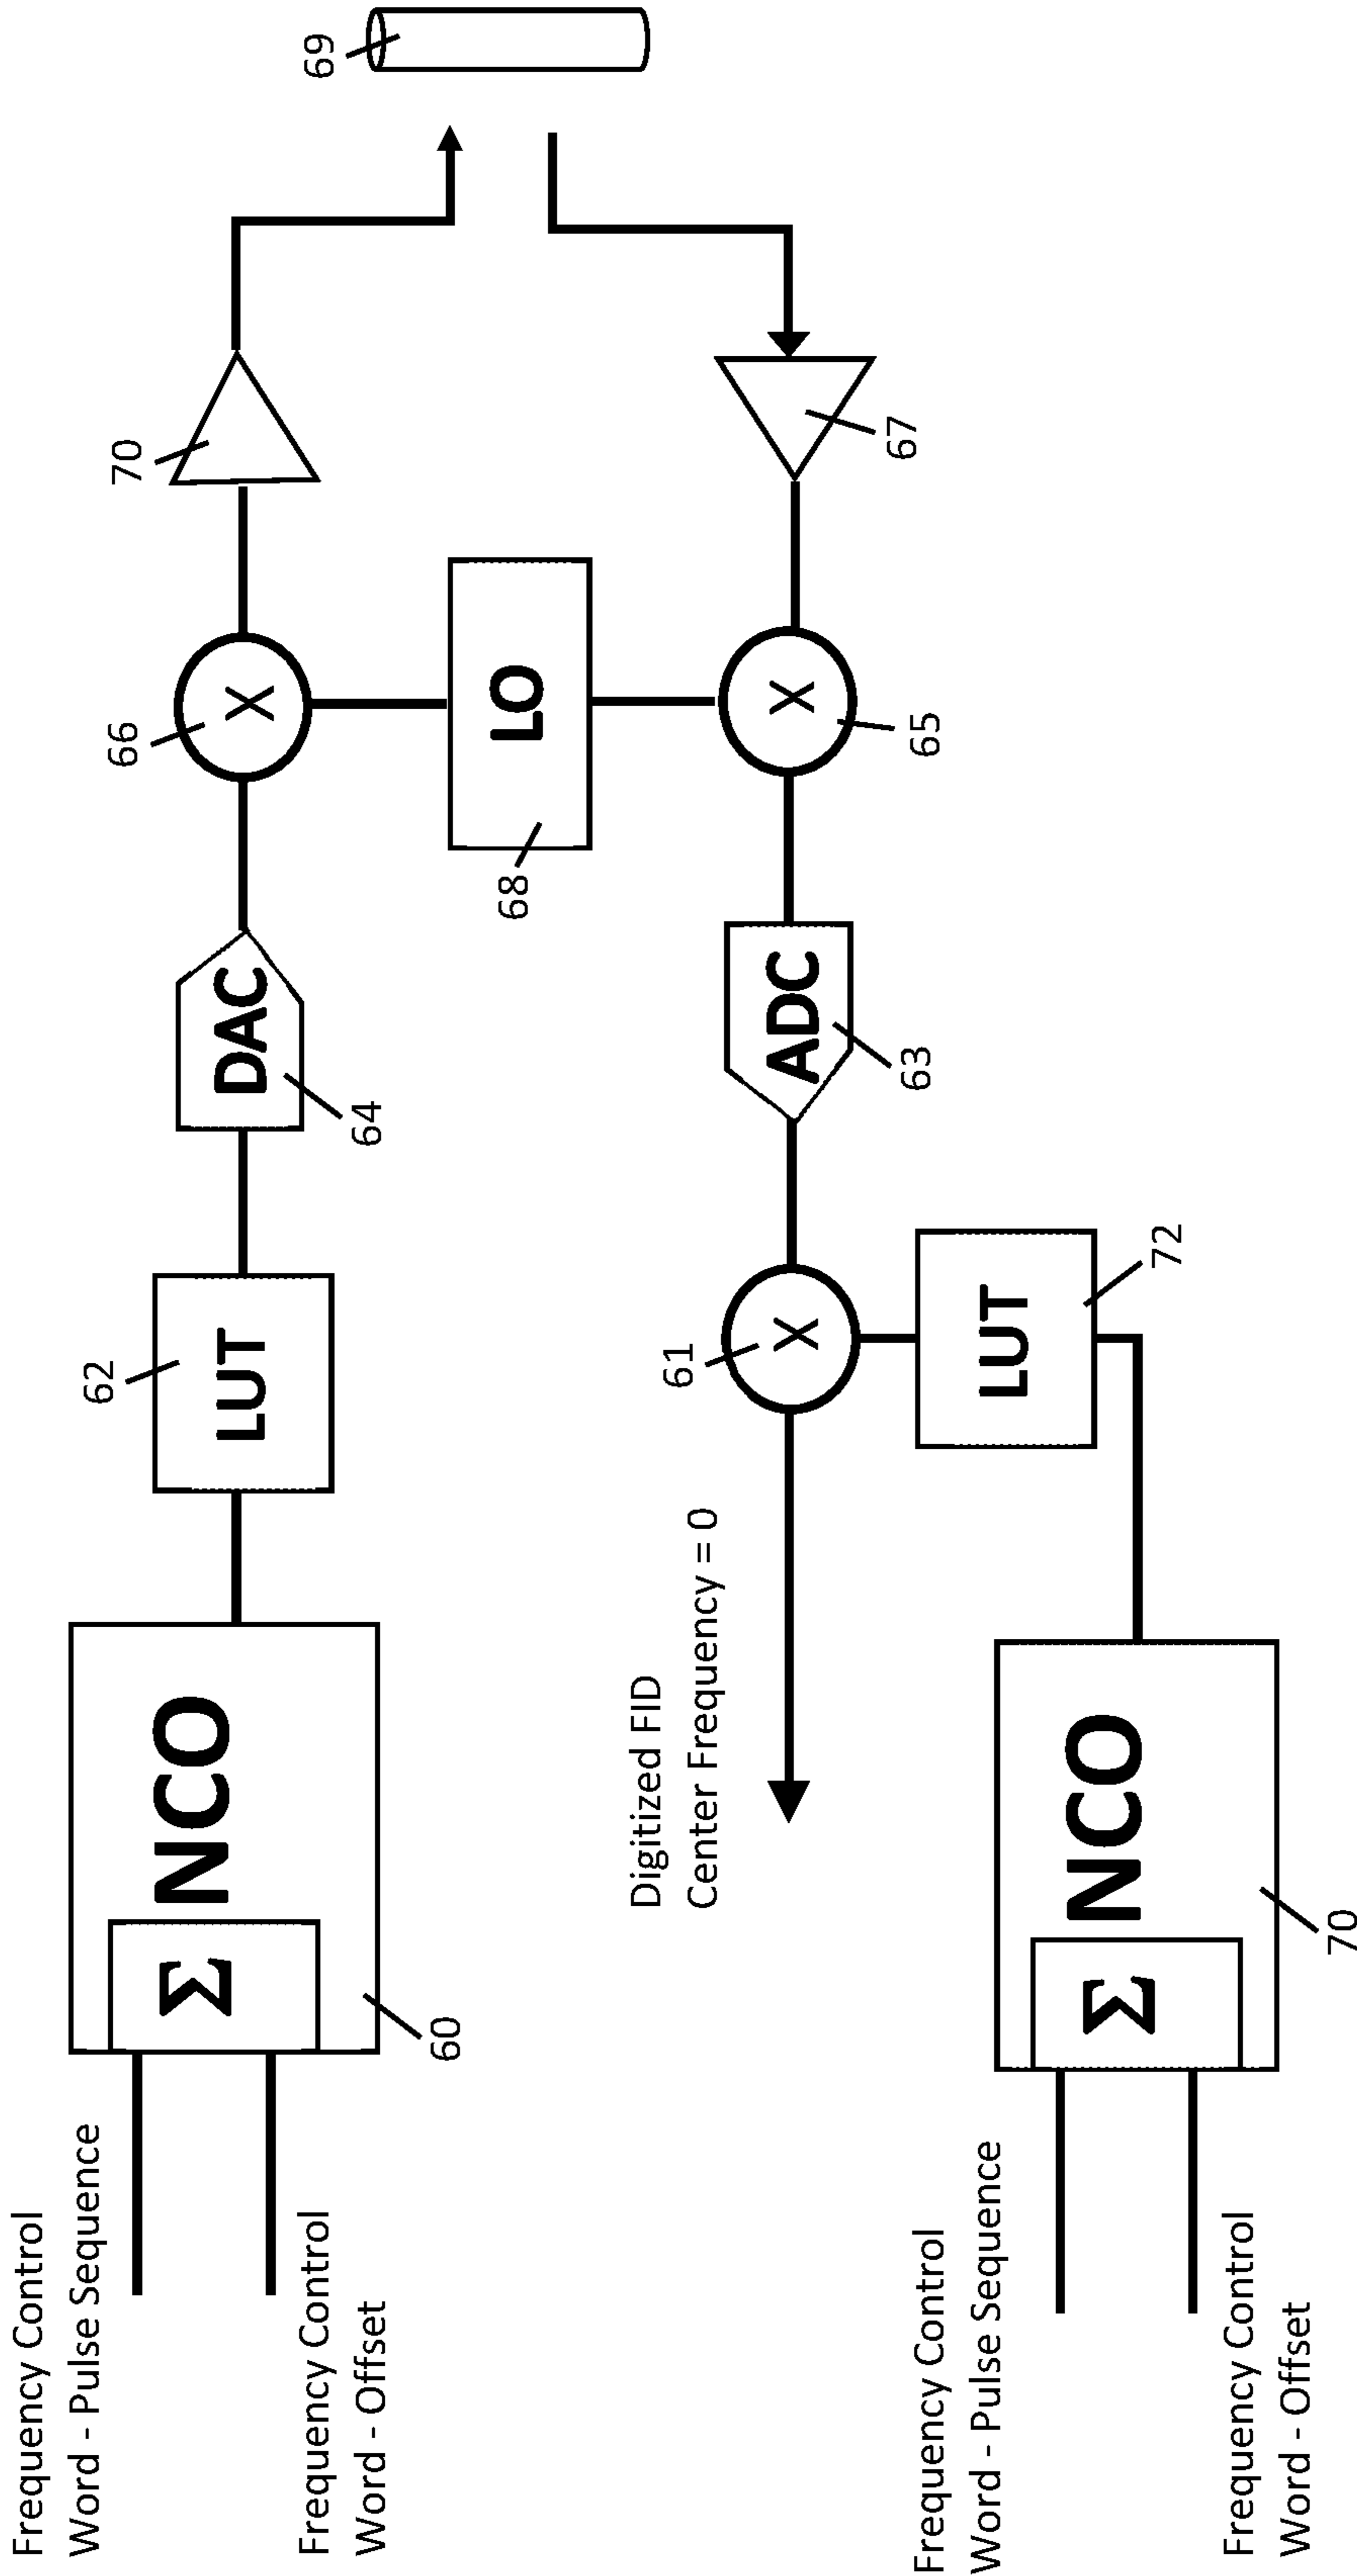 Frequency Control
Word - Pulse Sequence
Frequency Control
Word - Offset
Σ
NCO
60
LUT
62
DAC
64
X
66
70
LO
68
69
67
X
65
ADC
63
X
61
Digitized FID
Center Frequency = 0
LUT
72
Frequency Control
Word - Pulse Sequence
Frequency Control
Word - Offset
Σ
NCO
70